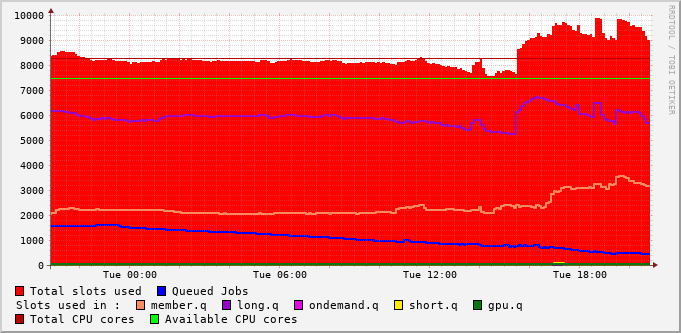 10000
9000
8000
7000
6000
5000
4000
3000
2000
1000
0
Tue 00:00 Tue 06:00 Tue 12:00 Tue 18:00
Total slots used Queued Jobs
Slots used in : member.q long.q ondemand.q short.q gpu.q
Total CPU cores Available CPU cores
RRDTOOL / TOBI OETIKER